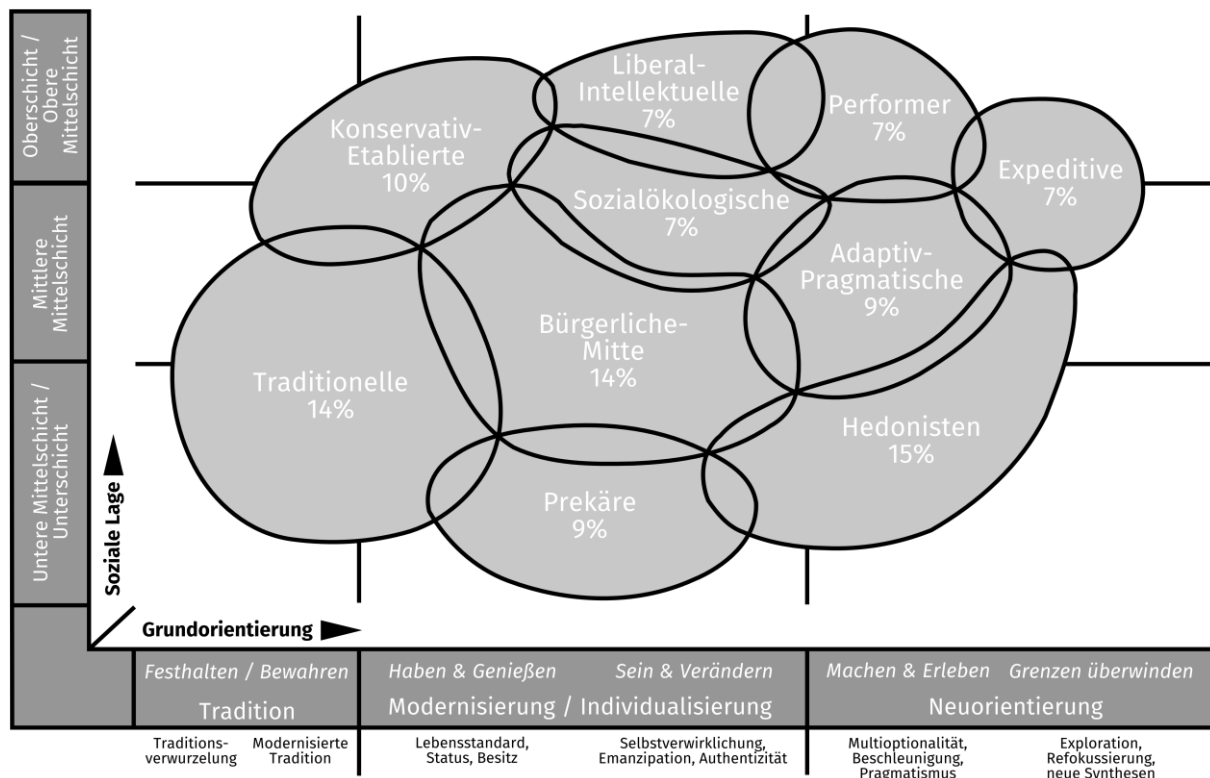 Oberschicht /
Obere
Mittelschicht
Mittlere
Mittelschicht
Untere Mittelschicht /
Unterschicht
Soziale Lage
Liberal-
Intellektuelle
7%
Performer
7%
Konservativ-
Etablierte
10%
Expeditive
7%
Sozialökologische
7%
Adaptiv-
Pragmatische
9%
Bürgerliche-
Mitte
14%
Traditionelle
14%
Hedonisten
15%
Prekäre
9%
Grundorientierung
Festhalten / Bewahren
Tradition
Haben & Genießen
Sein & Verändern
Modernisierung / Individualisierung
Machen & Erleben
Grenzen überwinden
Neuorientierung
Traditions-
verwurzelung
Modernisierte
Tradition
Lebensstandard,
Status, Besitz
Selbstverwirklichung,
Emanzipation, Authentizität
Multioptionalität,
Beschleunigung,
Pragmatismus
Exploration,
Refokussierung,
neue Synthesen